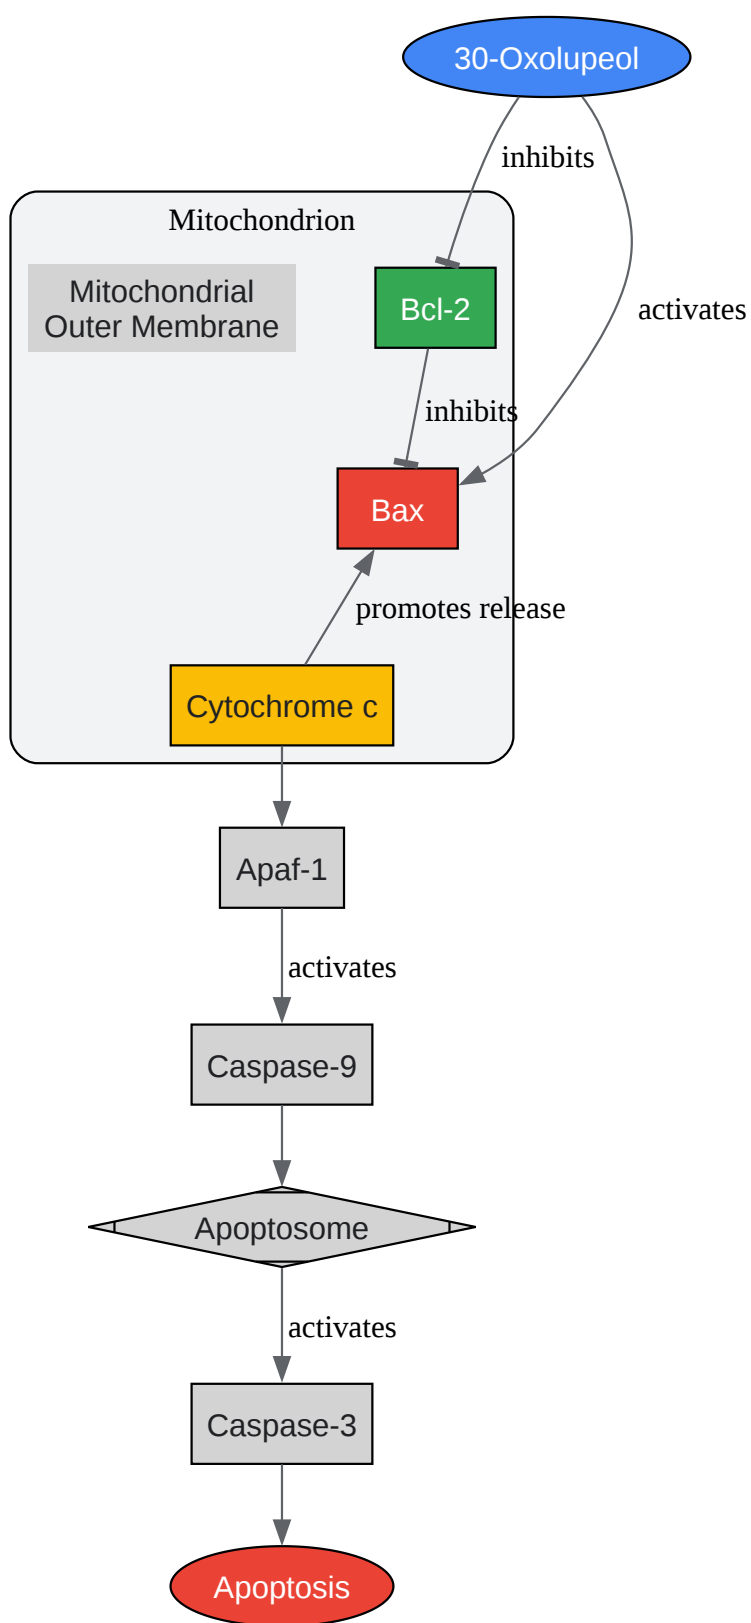 30-Oxolupeol
inhibits
Mitochondrion
Mitochondrial
Outer Membrane
Bcl-2
activates
inhibits
Bax
promotes release
Cytochrome c
Apaf-1
activates
Caspase-9
Apoptosome
activates
Caspase-3
Apoptosis